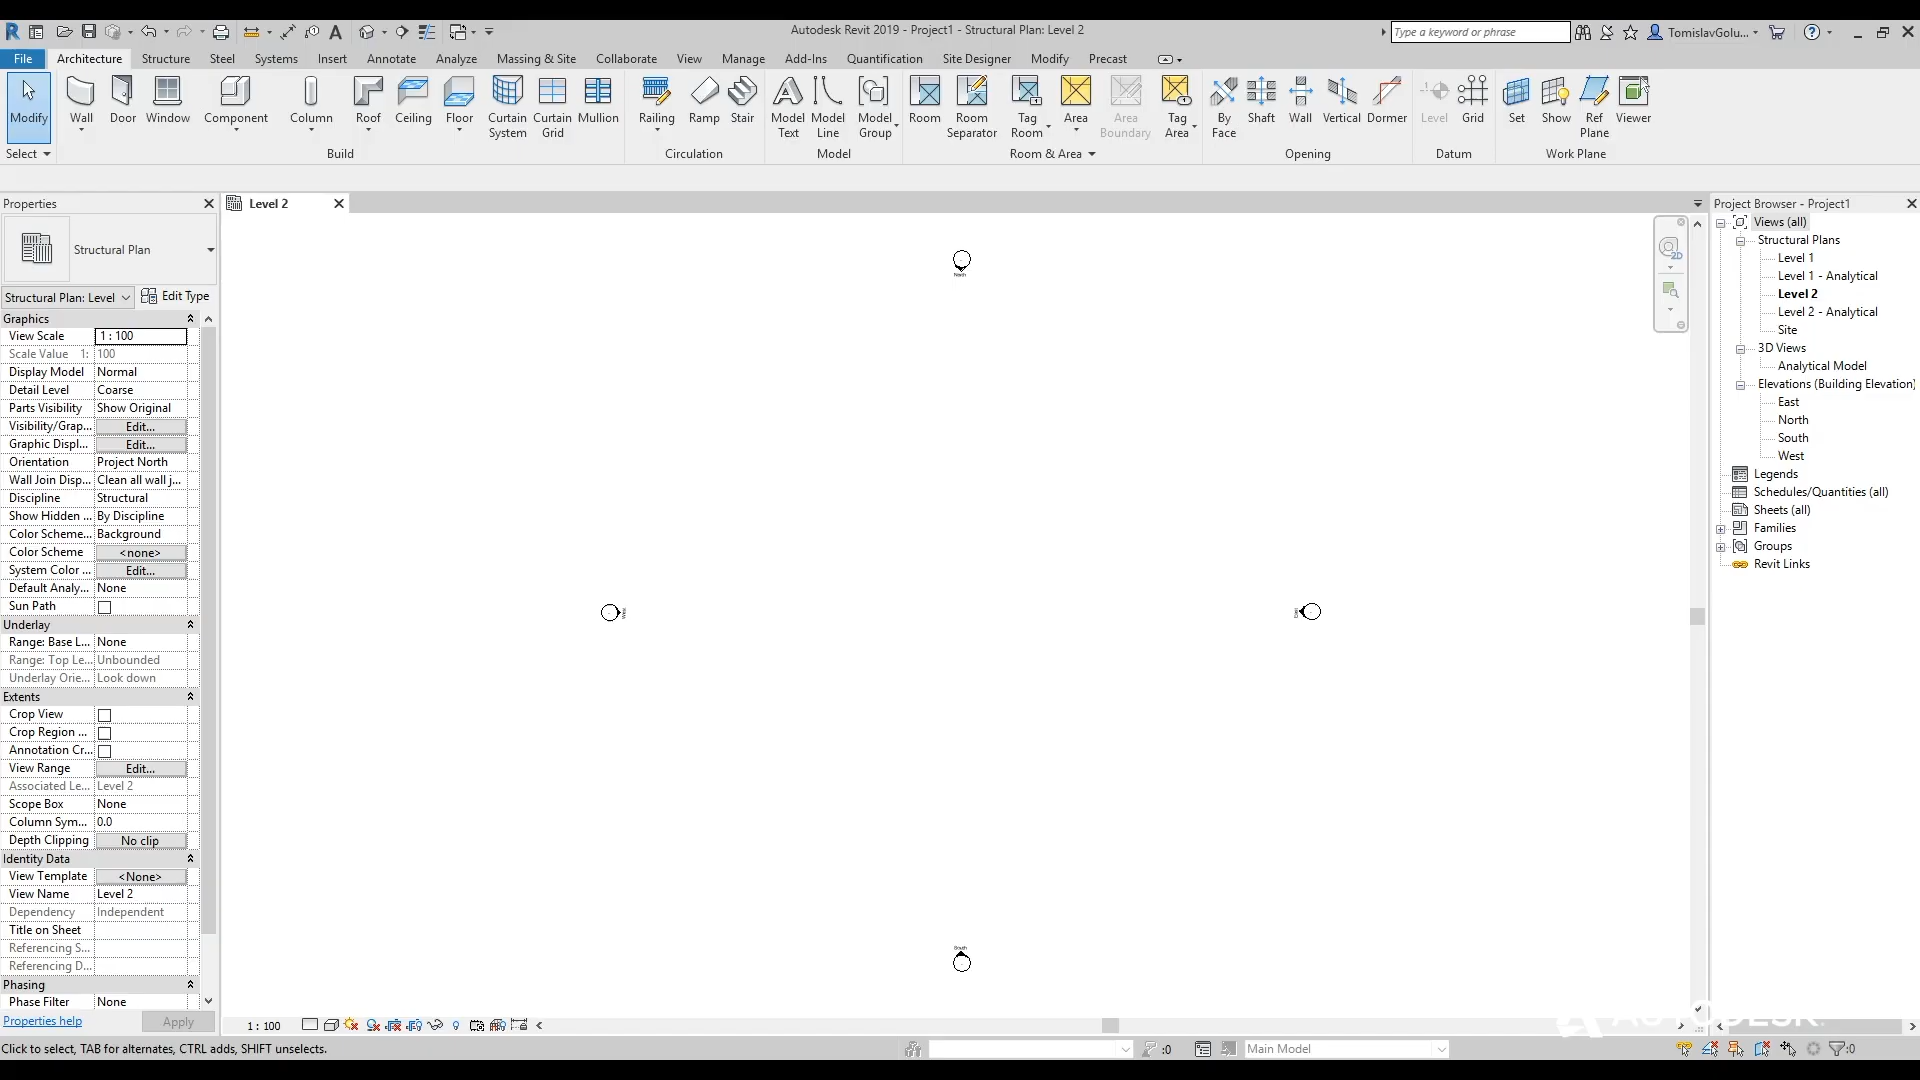 Autodesk Revit 2019 - Project1 - Structural Plan: Level 2
Type a keyword or phrase
TomislavGolu...
File Architecture Structure Steel Systems Insert Annotate Analyze Massing & Site Collaborate View Manage Add-Ins Quantification Site Designer Modify Precast
Modify Wall Door Window Component Column Roof Ceiling Floor Curtain System Curtain Grid Mullion Railing Ramp Stair Model Text Model Line Model Group Room Room Separator Tag Room Area Area Boundary Tag Area By Face Shaft Wall Vertical Dormer Level Grid Set Show Ref Plane Viewer
Select Build Circulation Model Room & Area Opening Datum Work Plane
Properties
Structural Plan
Structural Plan: Level Edit Type
Graphics
View Scale 1 : 100
Scale Value 1: 100
Display Model Normal
Detail Level Coarse
Parts Visibility Show Original
Visibility/Grap... Edit...
Graphic Displ... Edit...
Orientation Project North
Wall Join Disp... Clean all wall j...
Discipline Structural
Show Hidden ... By Discipline
Color Scheme... Background
Color Scheme <none>
System Color ... Edit...
Default Analy... None
Sun Path
Underlay
Range: Base L... None
Range: Top Le... Unbounded
Underlay Orie... Look down
Extents
Crop View
Crop Region ...
Annotation Cr...
View Range Edit...
Associated Le... Level 2
Scope Box None
Column Sym... 0.0
Depth Clipping No clip
Identity Data
View Template <None>
View Name Level 2
Dependency Independent
Title on Sheet
Referencing S...
Referencing D...
Phasing
Phase Filter None
Properties help Apply
Level 2
North
South
2D
1 : 100
Project Browser - Project1
Views (all)
Structural Plans
Level 1
Level 1 - Analytical
Level 2
Level 2 - Analytical
Site
3D Views
Analytical Model
Elevations (Building Elevation)
East
North
South
West
Legends
Schedules/Quantities (all)
Sheets (all)
Families
Groups
Revit Links
AUTODESK.
Click to select, TAB for alternates, CTRL adds, SHIFT unselects.
:0
Main Model
:0